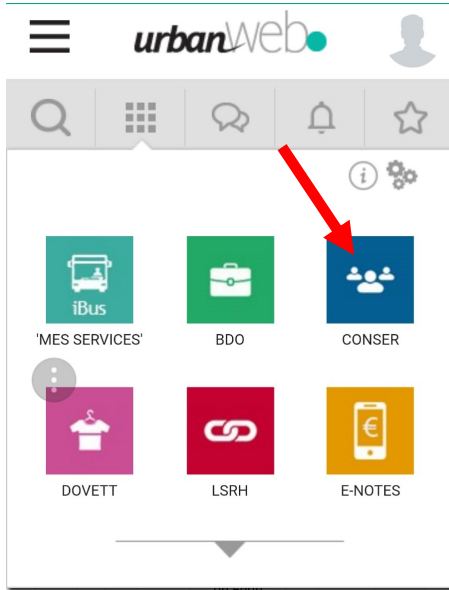 urbanweb
i
iBus
'MES SERVICES'
BDO
CONSER
€
DOVETT
LSRH
E-NOTES